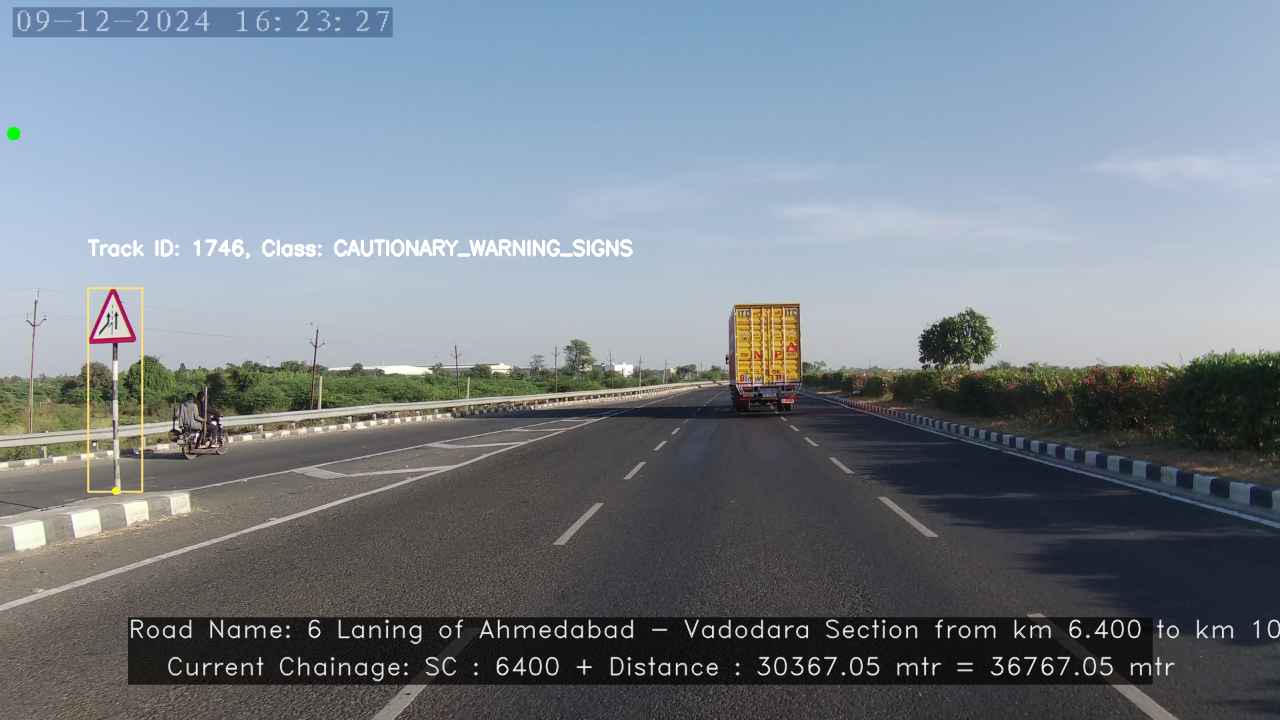 09-12-2024 16:23:27
Track ID: 1746, Class: CAUTIONARY_WARNING_SIGNS
Road Name: 6 Laning of Ahmedabad - Vadodara Section from km 6.400 to km 10
Current Chainage: SC : 6400 + Distance : 30367.05 mtr = 36767.05 mtr